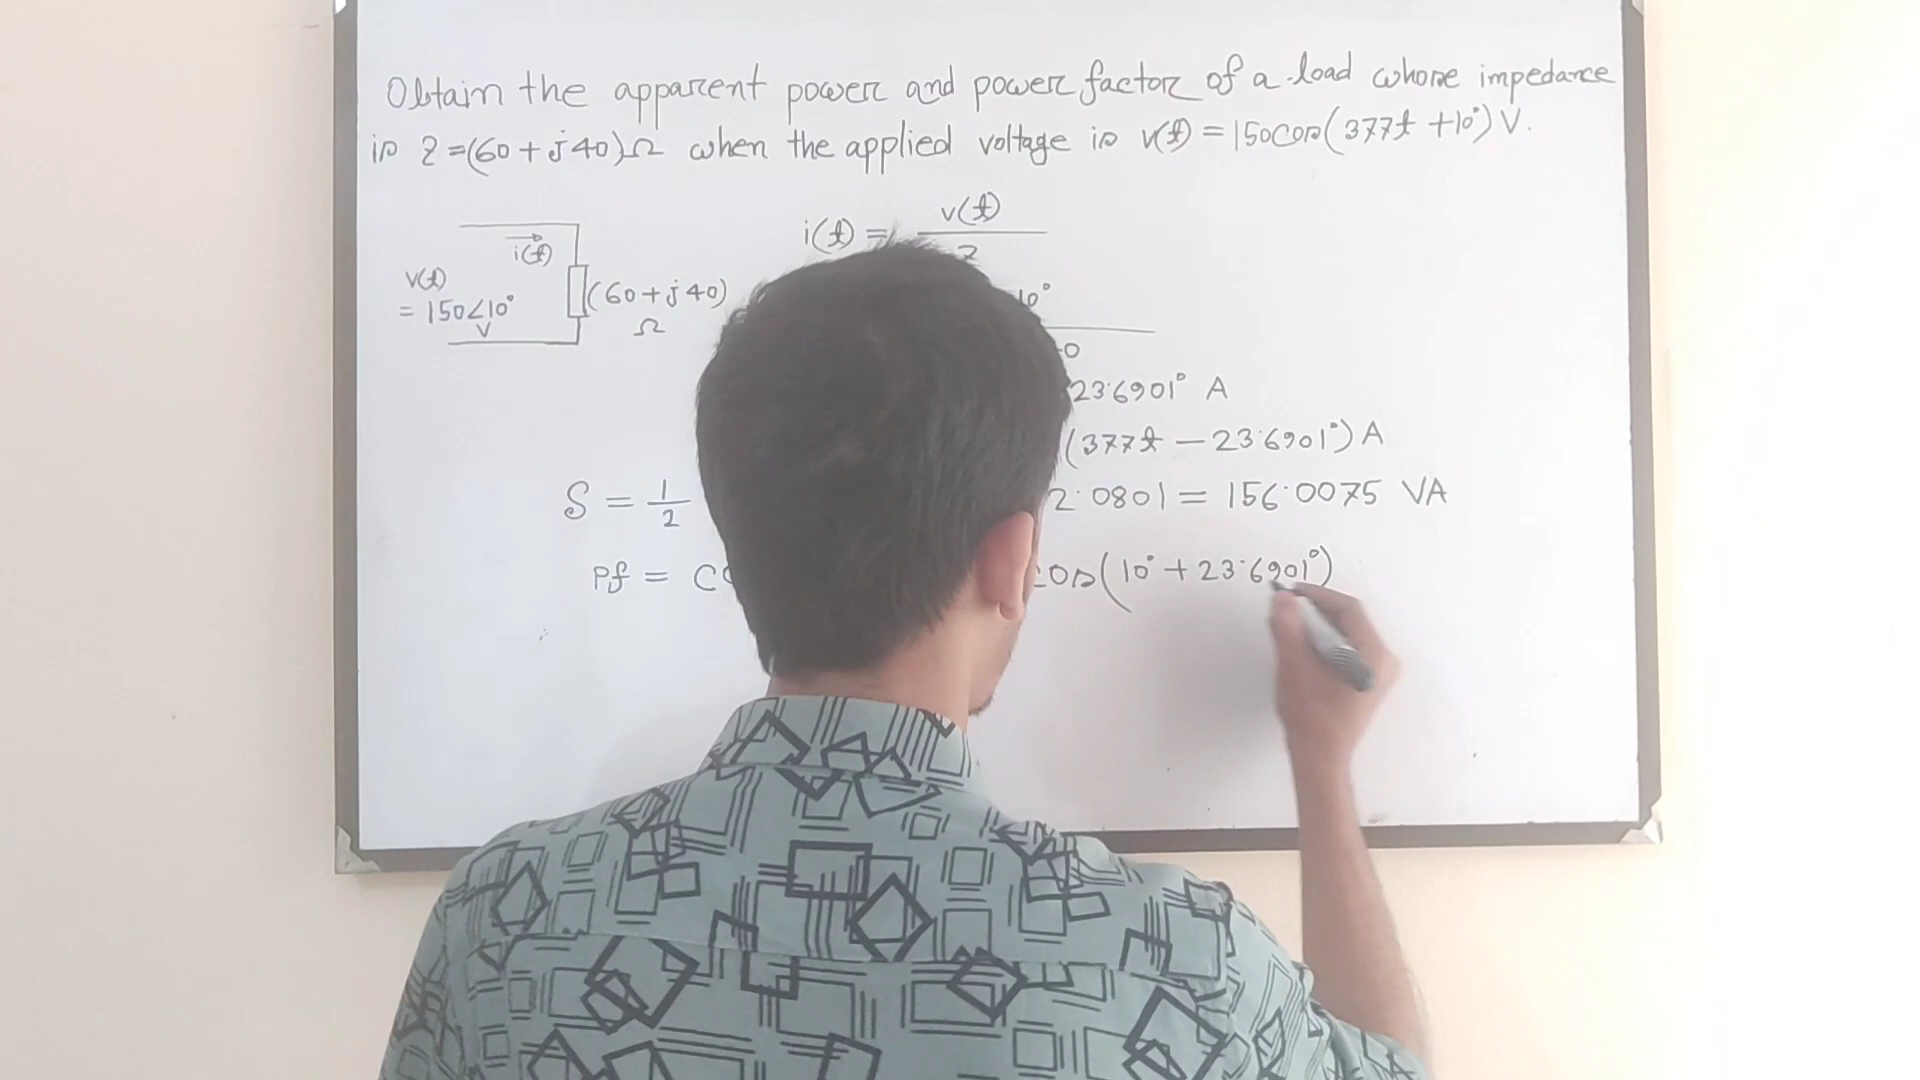 Obtain the apparent power and power factor of a load whose impedance
is Z = (60 + j40)Ω when the applied voltage is v(t) = 150cos(377t + 10°) V.
v(t)
= 150∠10°
V
i(t)
(60+j40)
Ω
i(t) = v(t)
Z
10°
0
23.6901° A
(377t - 23.6901°) A
S = 1/2
2.0801 = 156.0075 VA
Pf =
cos(10° + 23.6901°)